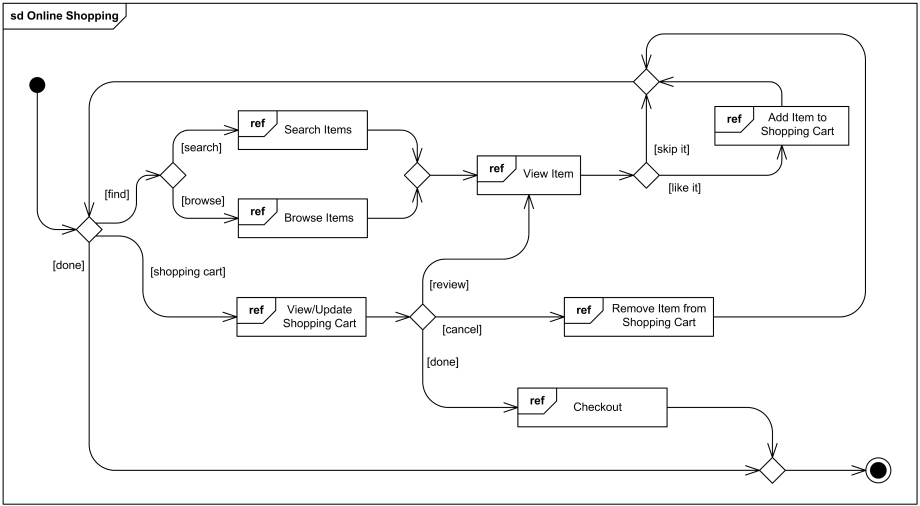 sd Online Shopping
ref
Add Item to
Shopping Cart
ref
Search Items
[search]
[skip it]
ref
View Item
[find]
[like it]
[browse]
ref
Browse Items
[done]
[shopping cart]
[review]
ref
View/Update
Shopping Cart
ref
Remove Item from
Shopping Cart
[cancel]
[done]
ref
Checkout